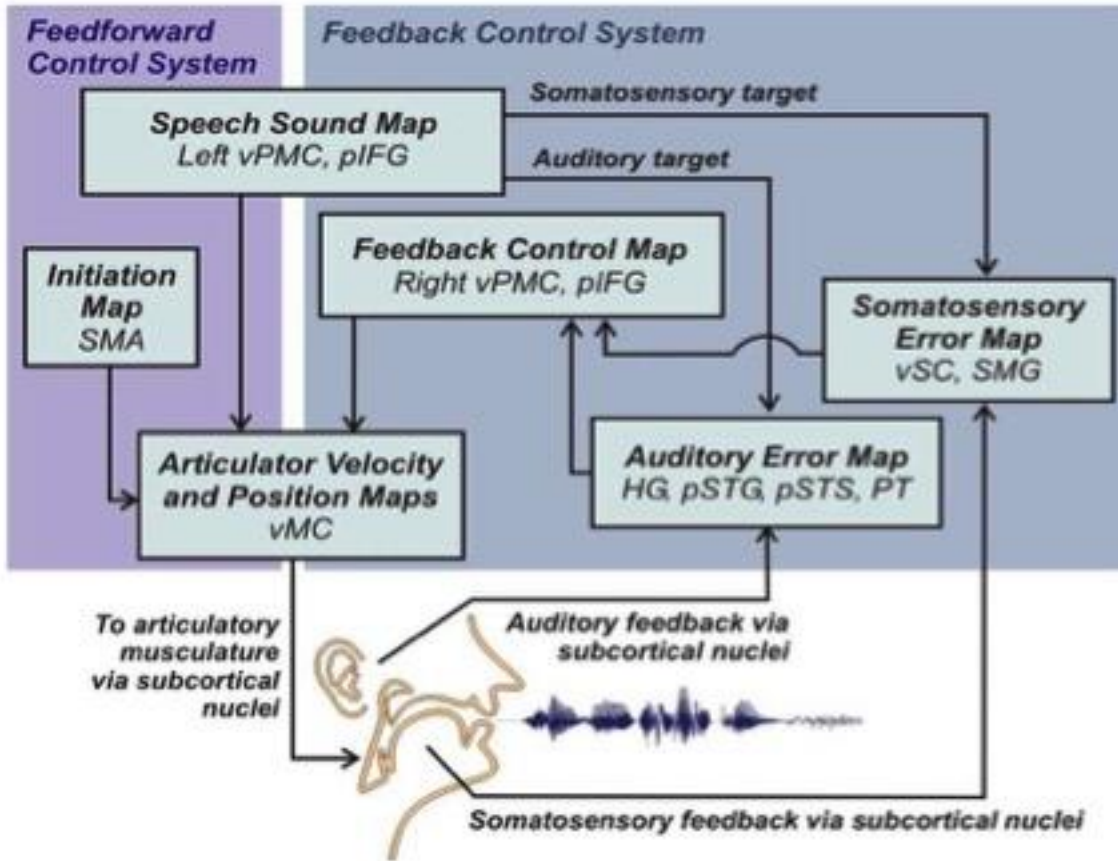 Feedforward
Control System
Feedback Control System
Speech Sound Map
Left vPMC, pIFG
Somatosensory target
Auditory target
Feedback Control Map
Right vPMC, pIFG
Initiation
Map
SMA
Somatosensory
Error Map
vSC, SMG
Articulator Velocity
and Position Maps
vMC
Auditory Error Map
HG, pSTG, pSTS, PT
To articulatory
musculature
via subcortical
nuclei
Auditory feedback via
subcortical nuclei
Somatosensory feedback via subcortical nuclei